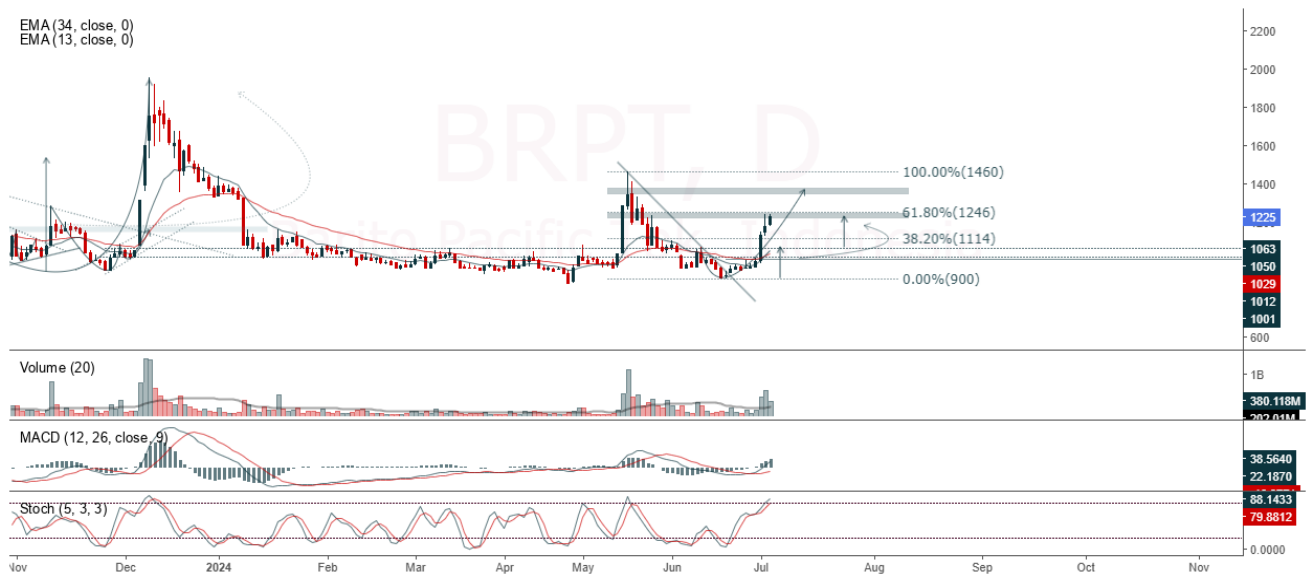 EMA (34, close, 0)
EMA (13, close, 0)
BRPT, D
2200
2000
1800
1600
1400
1225
1063
1050
1029
1012
1001
600
100.00%(1460)
61.80%(1246)
38.20%(1114)
0.00%(900)
Volume (20)
1B
380.118M
202.01M
MACD (12, 26, close, 9)
38.5640
22.1870
Stoch (5, 3, 3)
88.1433
79.8812
0.0000
Nov Dec 2024 Feb Mar Apr May Jun Jul Aug Sep Oct Nov